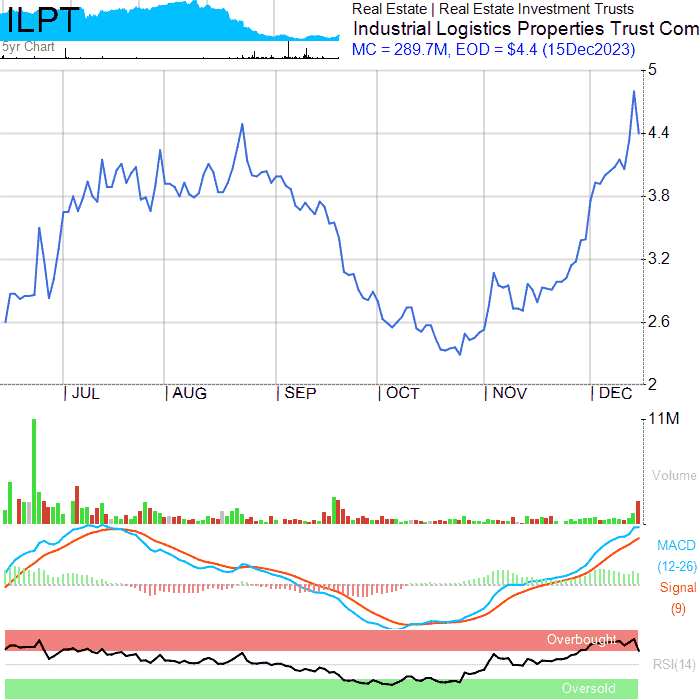 ILPT
5yr Chart
Real Estate | Real Estate Investment Trusts
Industrial Logistics Properties Trust Com
MC = 289.7M, EOD = $4.4 (15Dec2023)
5
4.4
3.8
3.2
2.6
2
JUL
AUG
SEP
OCT
NOV
DEC
11M
Volume
MACD
(12-26)
Signal
(9)
Overbought
RSI(14)
Oversold